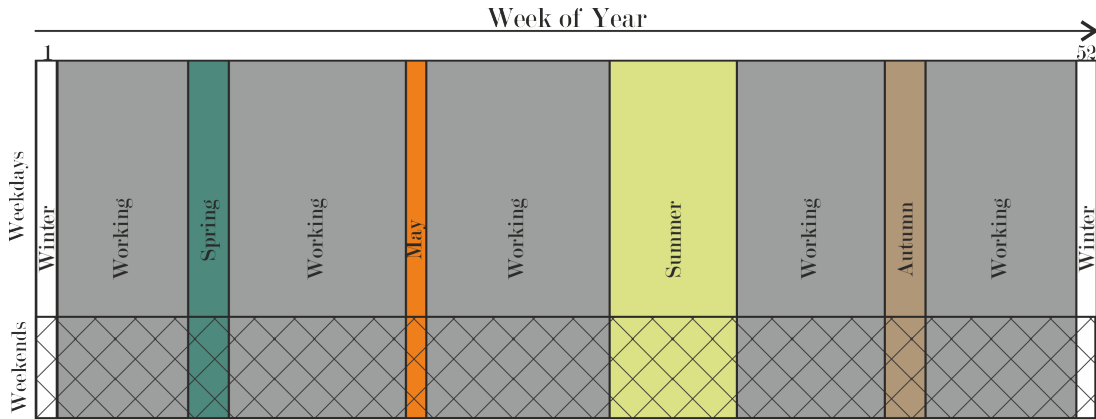 Week of Year
1
52
Weekdays
Winter
Working
Spring
Working
May
Working
Summer
Working
Autumn
Working
Winter
Weekends